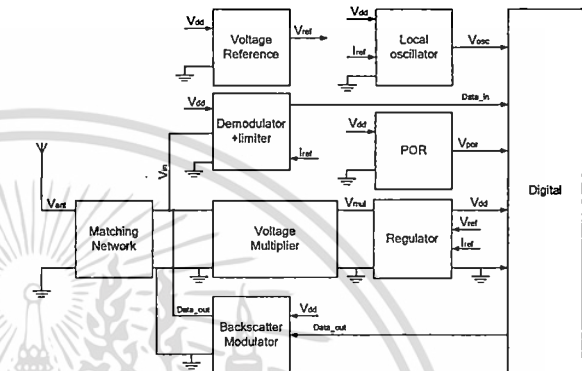 Vdd
Voltage
Reference
Vref
Vdd
Iref
Local
oscillator
Vosc
Vdd
Demodulator
+limiter
Iref
Data_in
Vin
Vdd
POR
Vpor
Digital
Vant
Matching
Network
Voltage
Multiplier
Vmul
Regulator
Vdd
Vref
Iref
Data_out
Backscatter
Modulator
Vdd
Data_out